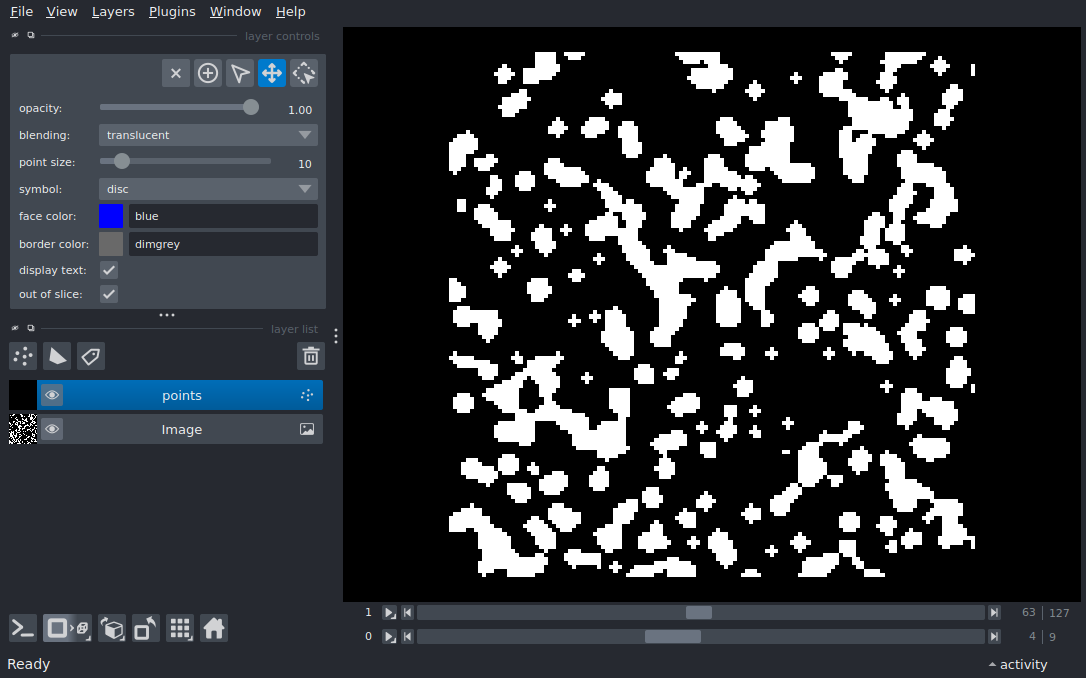 File View Layers Plugins Window Help
layer controls
opacity: 1.00
blending: translucent
point size: 10
symbol: disc
face color: blue
border color: dimgrey
display text:
out of slice:
layer list
points
Image
1 63 127
0 4 9
Ready activity